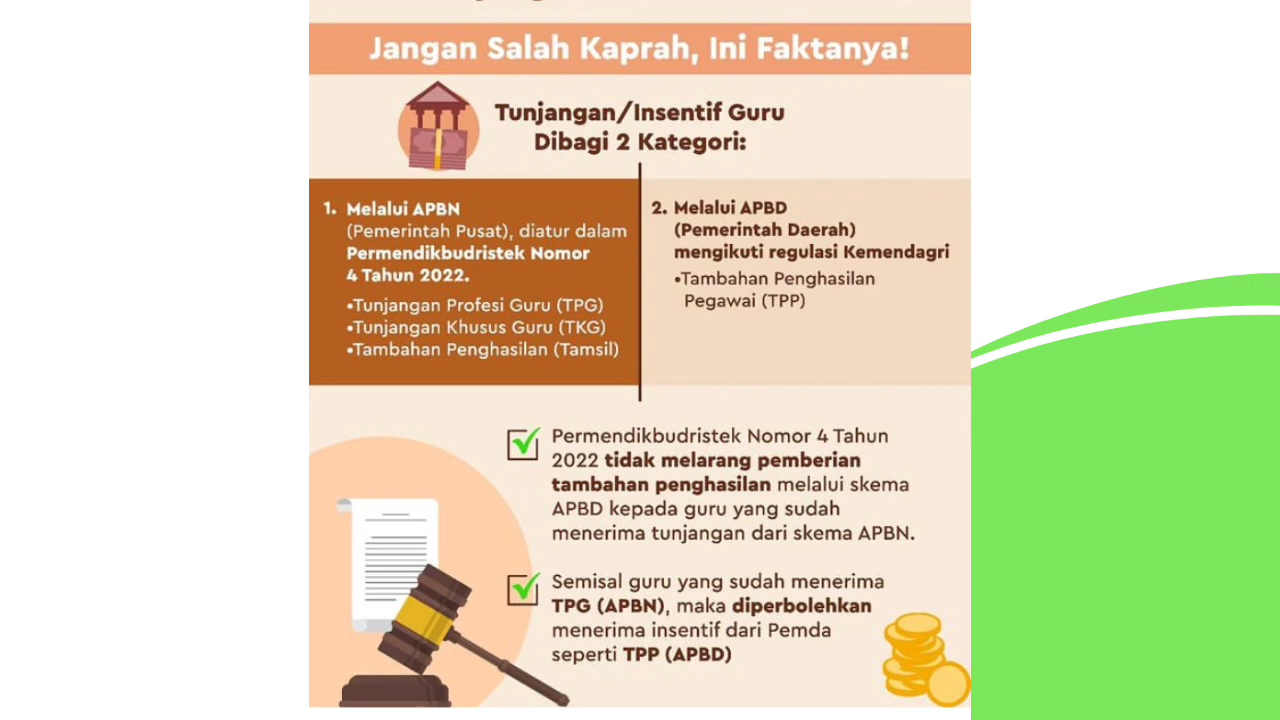 Jangan Salah Kaprah, Ini Faktanya!
Tunjangan/Insentif Guru
Dibagi 2 Kategori:
1. Melalui APBN
(Pemerintah Pusat), diatur dalam
Permendikbudristek Nomor
4 Tahun 2022.
•Tunjangan Profesi Guru (TPG)
•Tunjangan Khusus Guru (TKG)
•Tambahan Penghasilan (Tamsil)
2. Melalui APBD
(Pemerintah Daerah)
mengikuti regulasi Kemendagri
•Tambahan Penghasilan
Pegawai (TPP)
Permendikbudristek Nomor 4 Tahun
2022 tidak melarang pemberian
tambahan penghasilan melalui skema
APBD kepada guru yang sudah
menerima tunjangan dari skema APBN.
Semisal guru yang sudah menerima
TPG (APBN), maka diperbolehkan
menerima insentif dari Pemda
seperti TPP (APBD)